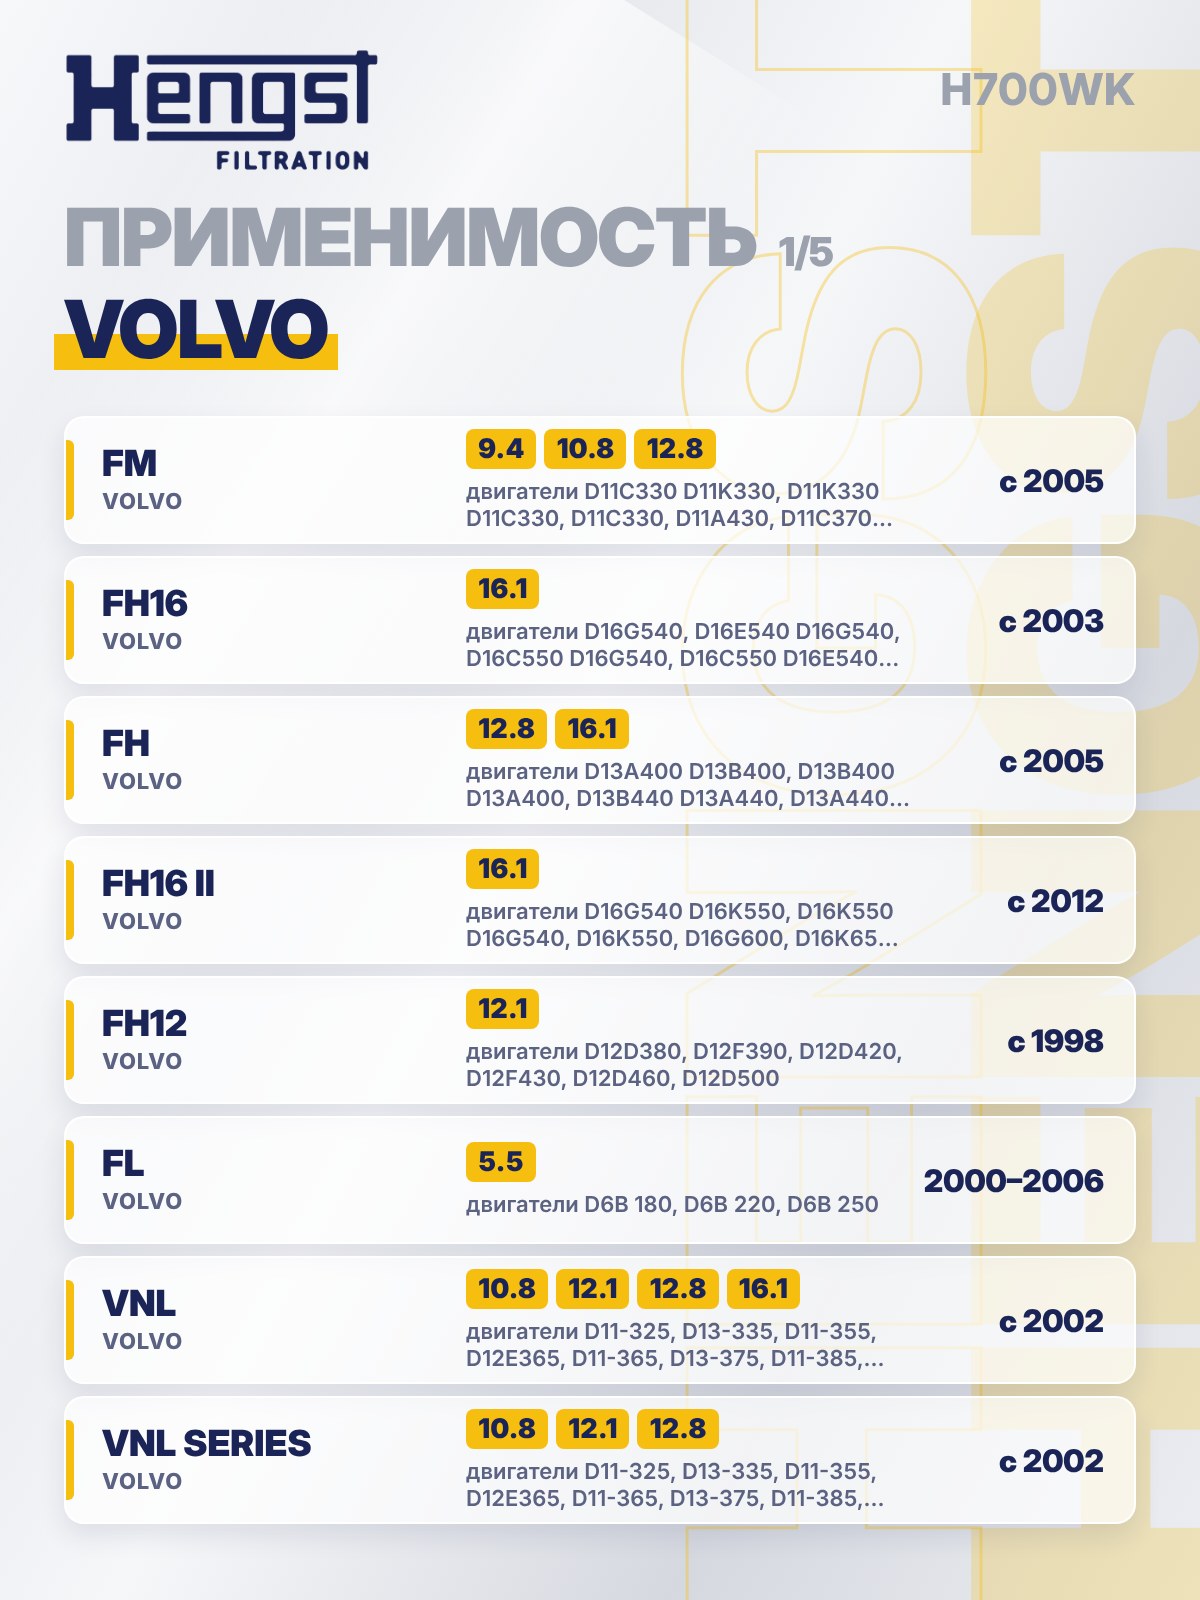 Hengst
FILTRATION
H700WK
ПРИМЕНИМОСТЬ 1/5
VOLVO
FM
VOLVO
9.4 10.8 12.8
двигатели D11C330 D11K330, D11K330
D11C330, D11C330, D11A430, D11C370...
с 2005
FH16
VOLVO
16.1
двигатели D16G540, D16E540 D16G540,
D16C550 D16G540, D16C550 D16E540...
с 2003
FH
VOLVO
12.8 16.1
двигатели D13A400 D13B400, D13B400
D13A400, D13B440 D13A440, D13A440...
с 2005
FH16 II
VOLVO
16.1
двигатели D16G540 D16K550, D16K550
D16G540, D16K550, D16G600, D16K65...
с 2012
FH12
VOLVO
12.1
двигатели D12D380, D12F390, D12D420,
D12F430, D12D460, D12D500
с 1998
FL
VOLVO
5.5
двигатели D6B 180, D6B 220, D6B 250
2000–2006
VNL
VOLVO
10.8 12.1 12.8 16.1
двигатели D11-325, D13-335, D11-355,
D12E365, D11-365, D13-375, D11-385,...
с 2002
VNL SERIES
VOLVO
10.8 12.1 12.8
двигатели D11-325, D13-335, D11-355,
D12E365, D11-365, D13-375, D11-385,...
с 2002
HENGST
HENGST